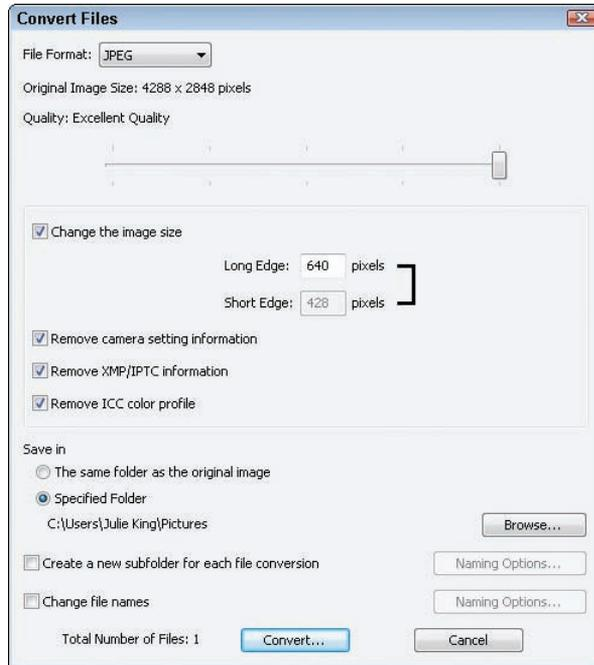 Convert Files
File Format: JPEG
Original Image Size: 4288 x 2848 pixels
Quality: Excellent Quality
Change the image size
Long Edge: 640 pixels
Short Edge: 428 pixels
Remove camera setting information
Remove XMP/IPTC information
Remove ICC color profile
Save in
The same folder as the original image
Specified Folder
C:\Users\Julie King\Pictures Browse...
Create a new subfolder for each file conversion Naming Options...
Change file names Naming Options...
Total Number of Files: 1 Convert... Cancel